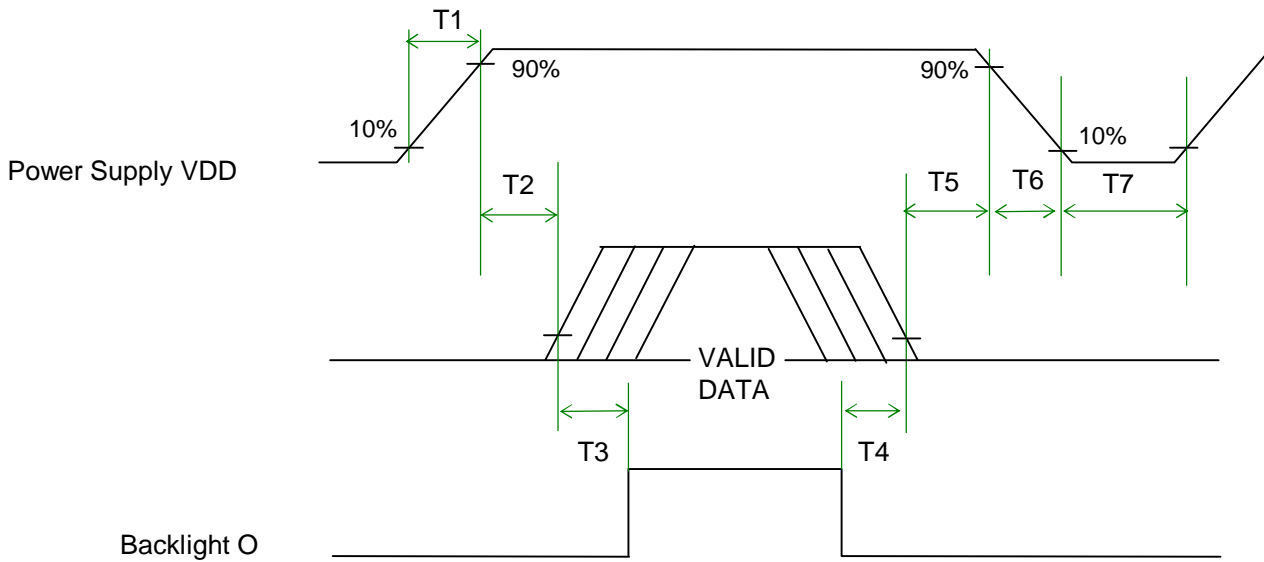 T1
90%
90%
10%
10%
Power Supply VDD
T2
T5
T6
T7
VALID
DATA
T3
T4
Backlight O